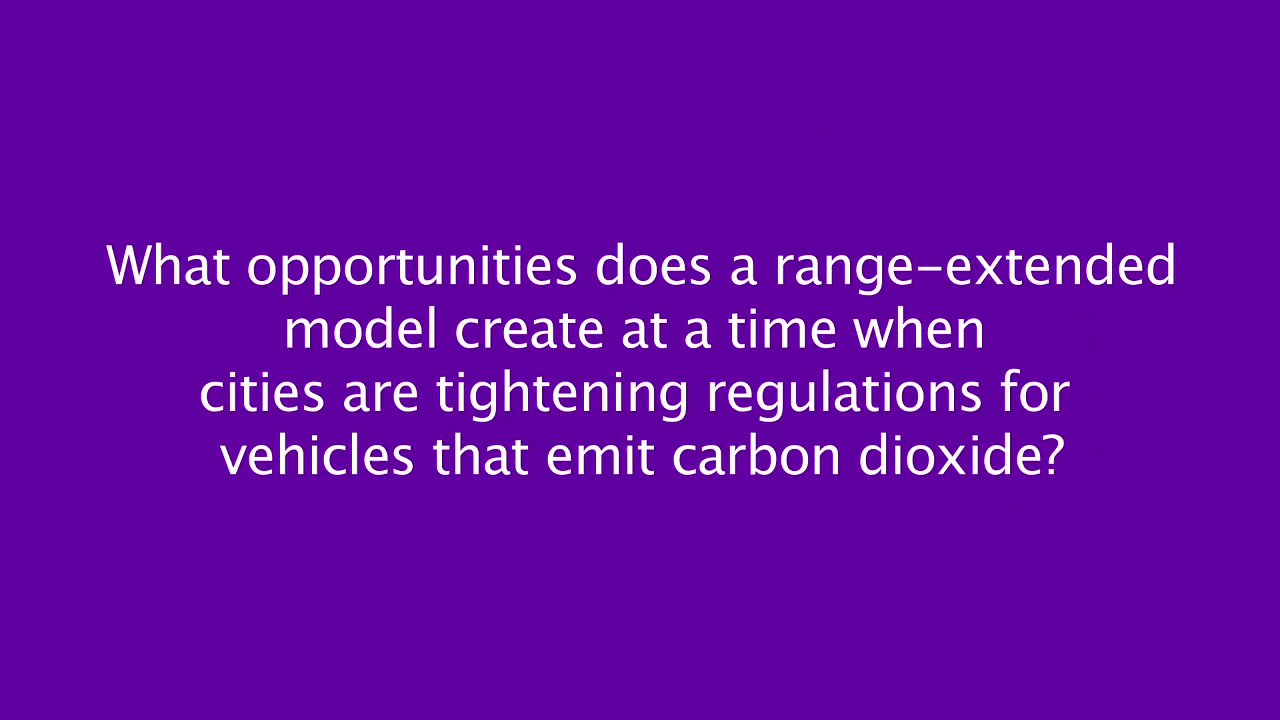 What opportunities does a range-extended
model create at a time when
cities are tightening regulations for
vehicles that emit carbon dioxide?